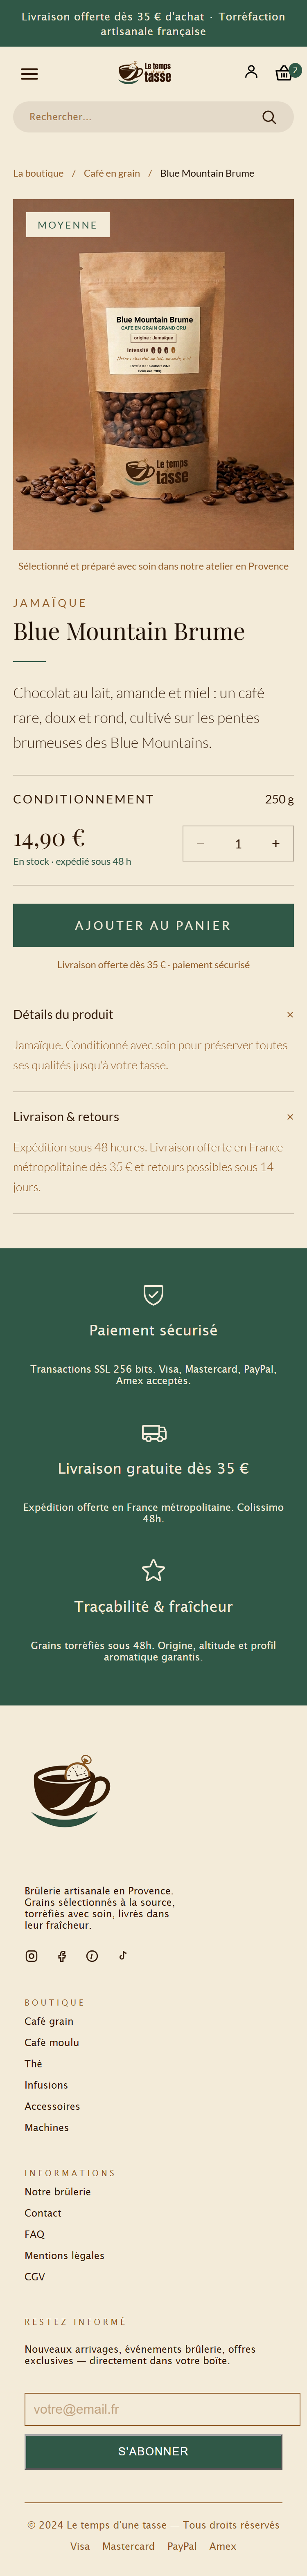 Livraison offerte dès 35 € d'achat · Torréfaction
artisanale française
Le temps
tasse
2
Rechercher...
La boutique / Café en grain / Blue Mountain Brume
MOYENNE
Blue Mountain Brume
CAFE EN GRAIN GRAND CRU
origine : Jamaïque
Intensité
Le temps
tasse
Sélectionné et préparé avec soin dans notre atelier en Provence
JAMAÏQUE
Blue Mountain Brume
Chocolat au lait, amande et miel : un café
rare, doux et rond, cultivé sur les pentes
brumeuses des Blue Mountains.
CONDITIONNEMENT 250 g
14,90 €
− 1 +
En stock · expédié sous 48 h
AJOUTER AU PANIER
Livraison offerte dès 35 € · paiement sécurisé
Détails du produit ×
Jamaïque. Conditionné avec soin pour préserver toutes
ses qualités jusqu'à votre tasse.
Livraison & retours ×
Expédition sous 48 heures. Livraison offerte en France
métropolitaine dès 35 € et retours possibles sous 14
jours.
Paiement sécurisé
Transactions SSL 256 bits. Visa, Mastercard, PayPal,
Amex acceptés.
Livraison gratuite dès 35 €
Expédition offerte en France métropolitaine. Colissimo
48h.
Traçabilité & fraîcheur
Grains torréfiés sous 48h. Origine, altitude et profil
aromatique garantis.
Brûlerie artisanale en Provence.
Grains sélectionnés à la source,
torréfiés avec soin, livrés dans
leur fraîcheur.
BOUTIQUE
Café grain
Café moulu
Thé
Infusions
Accessoires
Machines
INFORMATIONS
Notre brûlerie
Contact
FAQ
Mentions légales
CGV
RESTEZ INFORMÉ
Nouveaux arrivages, événements brûlerie, offres
exclusives — directement dans votre boîte.
votre@email.fr
S'ABONNER
© 2024 Le temps d'une tasse — Tous droits réservés
Visa Mastercard PayPal Amex